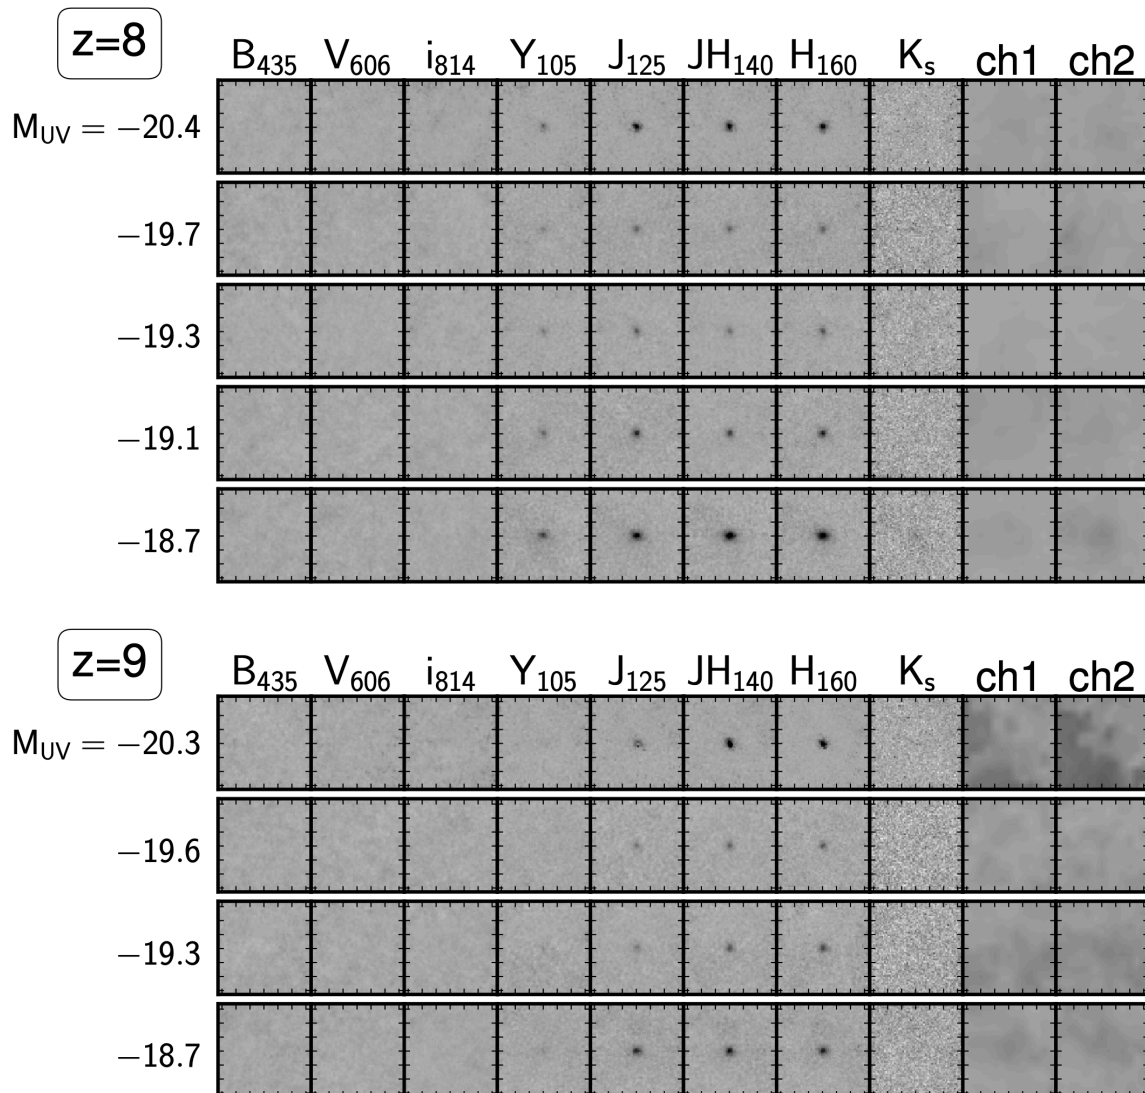 z=8
B435 V606 i814 Y105 J125 JH140 H160 Ks ch1 ch2
MUV = −20.4
−19.7
−19.3
−19.1
−18.7
z=9
B435 V606 i814 Y105 J125 JH140 H160 Ks ch1 ch2
MUV = −20.3
−19.6
−19.3
−18.7